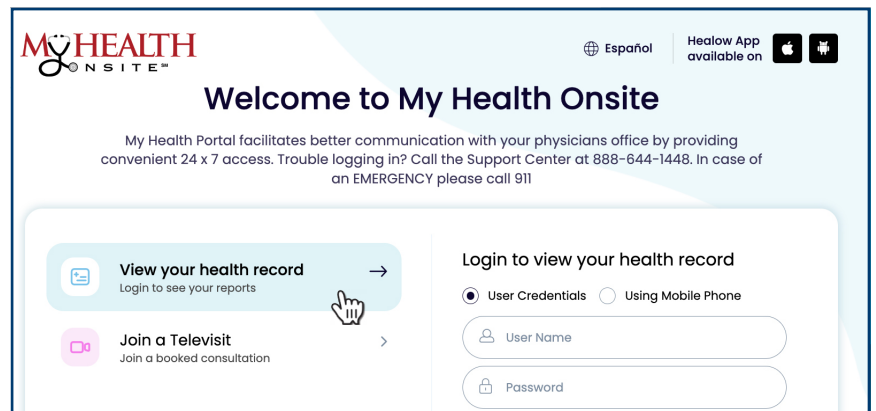 MY HEALTH
ONSITE℠
Español
Healow App
available on
Welcome to My Health Onsite
My Health Portal facilitates better communication with your physicians office by providing
convenient 24 x 7 access. Trouble logging in? Call the Support Center at 888-644-1448. In case of
an EMERGENCY please call 911
View your health record
Login to see your reports
Join a Televisit
Join a booked consultation
Login to view your health record
User Credentials
Using Mobile Phone
User Name
Password